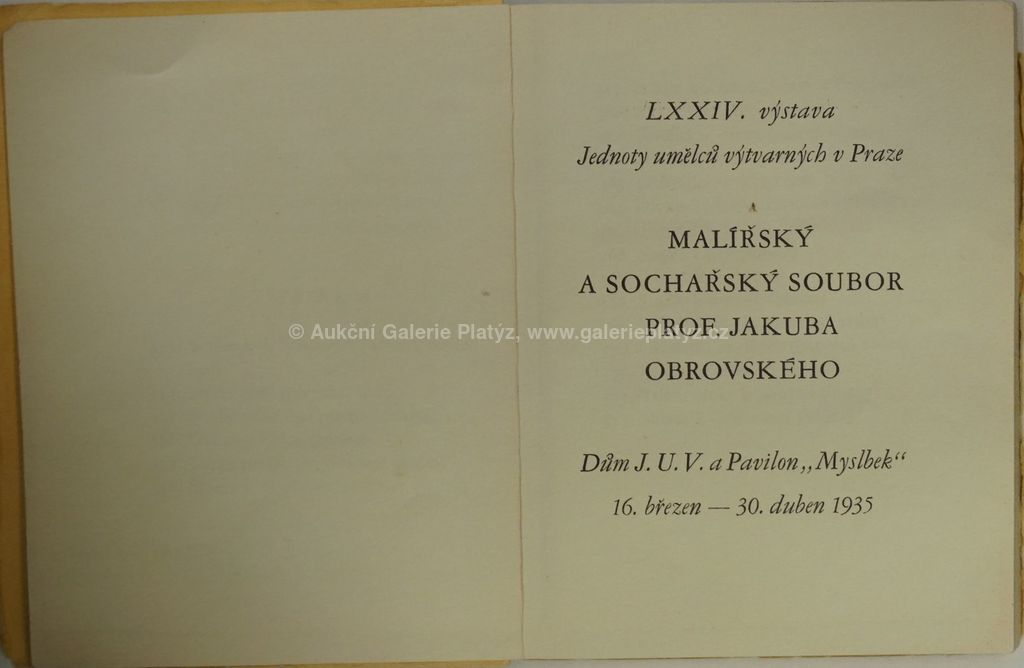 LXXIV. výstava
Jednoty umělců výtvarných v Praze
MALÍŘSKÝ
A SOCHAŘSKÝ SOUBOR
© Aukční Galerie Platýz, www.galerieplatyz.cz
PROF. JAKUBA
OBROVSKÉHO
Dům J. U. V. a Pavilon „Myslbek“
16. březen — 30. duben 1935